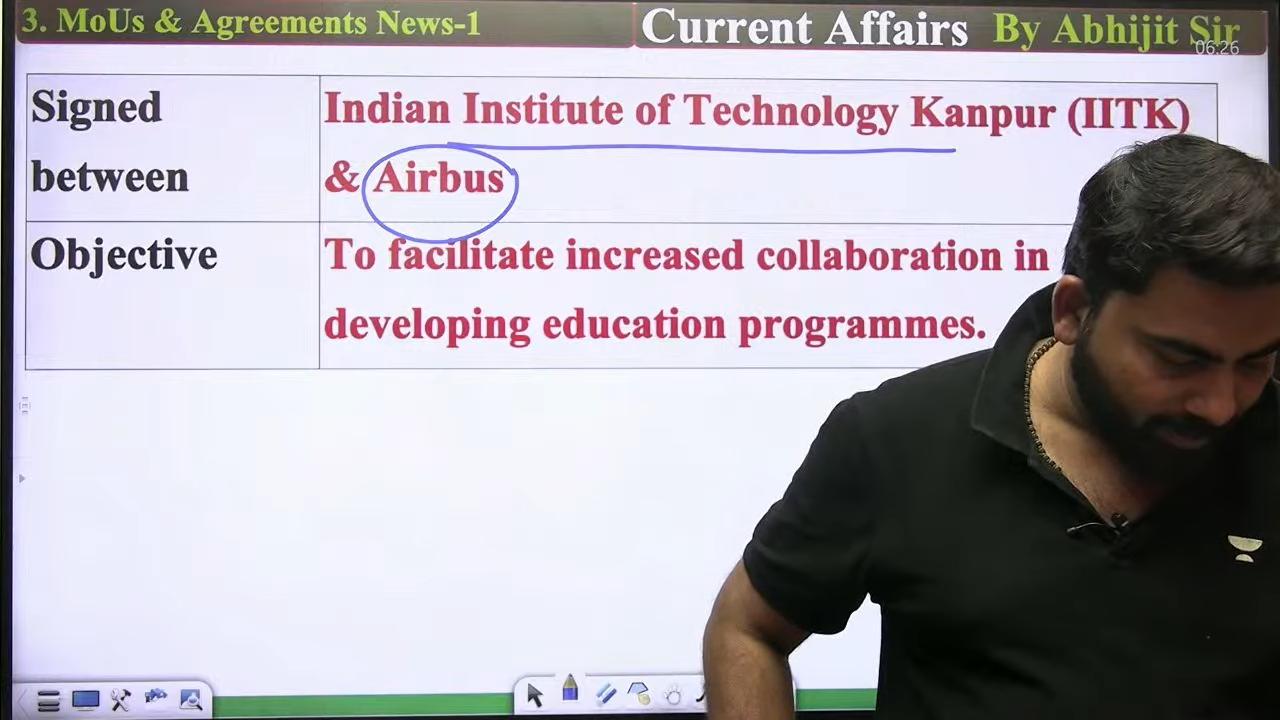 3. MoUs & Agreements News-1
Current Affairs By Abhijit Sir
06:26
Signed between
Indian Institute of Technology Kanpur (IITK)
& Airbus
Objective
To facilitate increased collaboration in
developing education programmes.